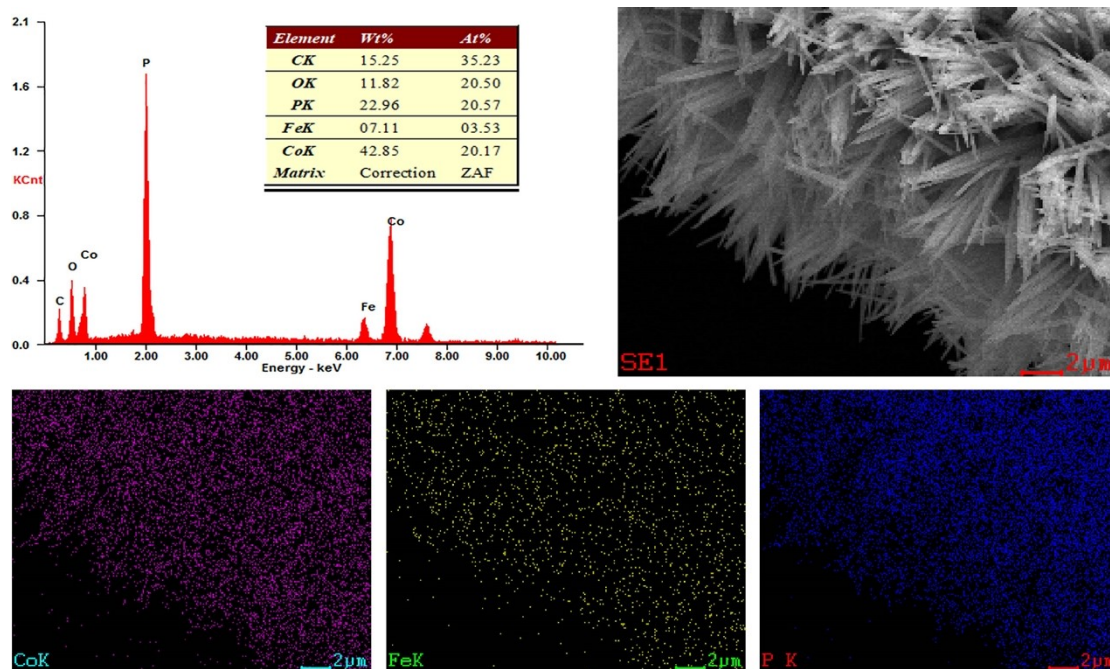 2.1
1.6
1.2
KCnt
0.8
0.4
0.0
P
C
O
Co
Fe
Co
1.00 2.00 3.00 4.00 5.00 6.00 7.00 8.00 9.00 10.00
Energy - keV
Element Wt% At%
CK 15.25 35.23
OK 11.82 20.50
PK 22.96 20.57
FeK 07.11 03.53
CoK 42.85 20.17
Matrix Correction ZAF
SE1 2μm
CoK 2μm
FeK 2μm
P K 2μm